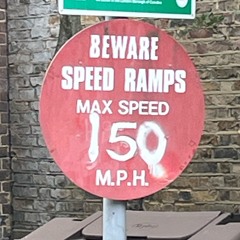 BEWARE
SPEED RAMPS
MAX SPEED
150
M.P.H.